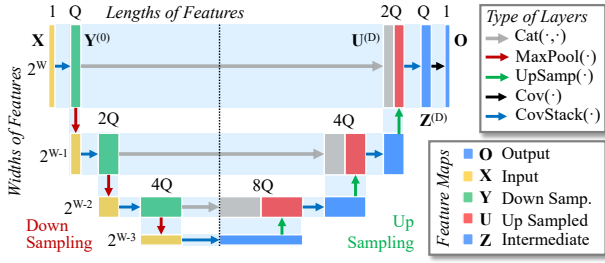 1 Q Lengths of Features 2Q Q 1
X Y(0) U(D) O
2W
Z(D)
2Q 4Q
2W-1
4Q 8Q
2W-2
2W-3
Widths of Features
Down
Sampling
Up
Sampling
Type of Layers
Cat(·,·)
MaxPool(·)
UpSamp(·)
Cov(·)
CovStack(·)
Feature Maps
O Output
X Input
Y Down Samp.
U Up Sampled
Z Intermediate